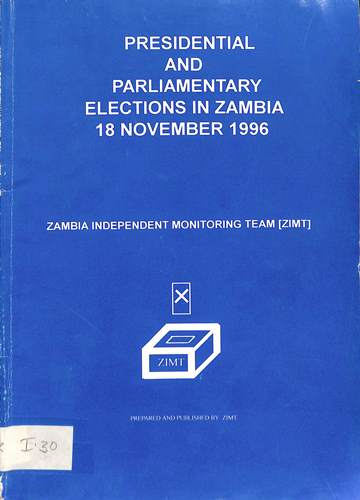 PRESIDENTIAL
AND
PARLIAMENTARY
ELECTIONS IN ZAMBIA
18 NOVEMBER 1996
ZAMBIA INDEPENDENT MONITORING TEAM [ZIMT]
X
ZIMT
PREPARED AND PUBLISHED BY ZIMT
I·30